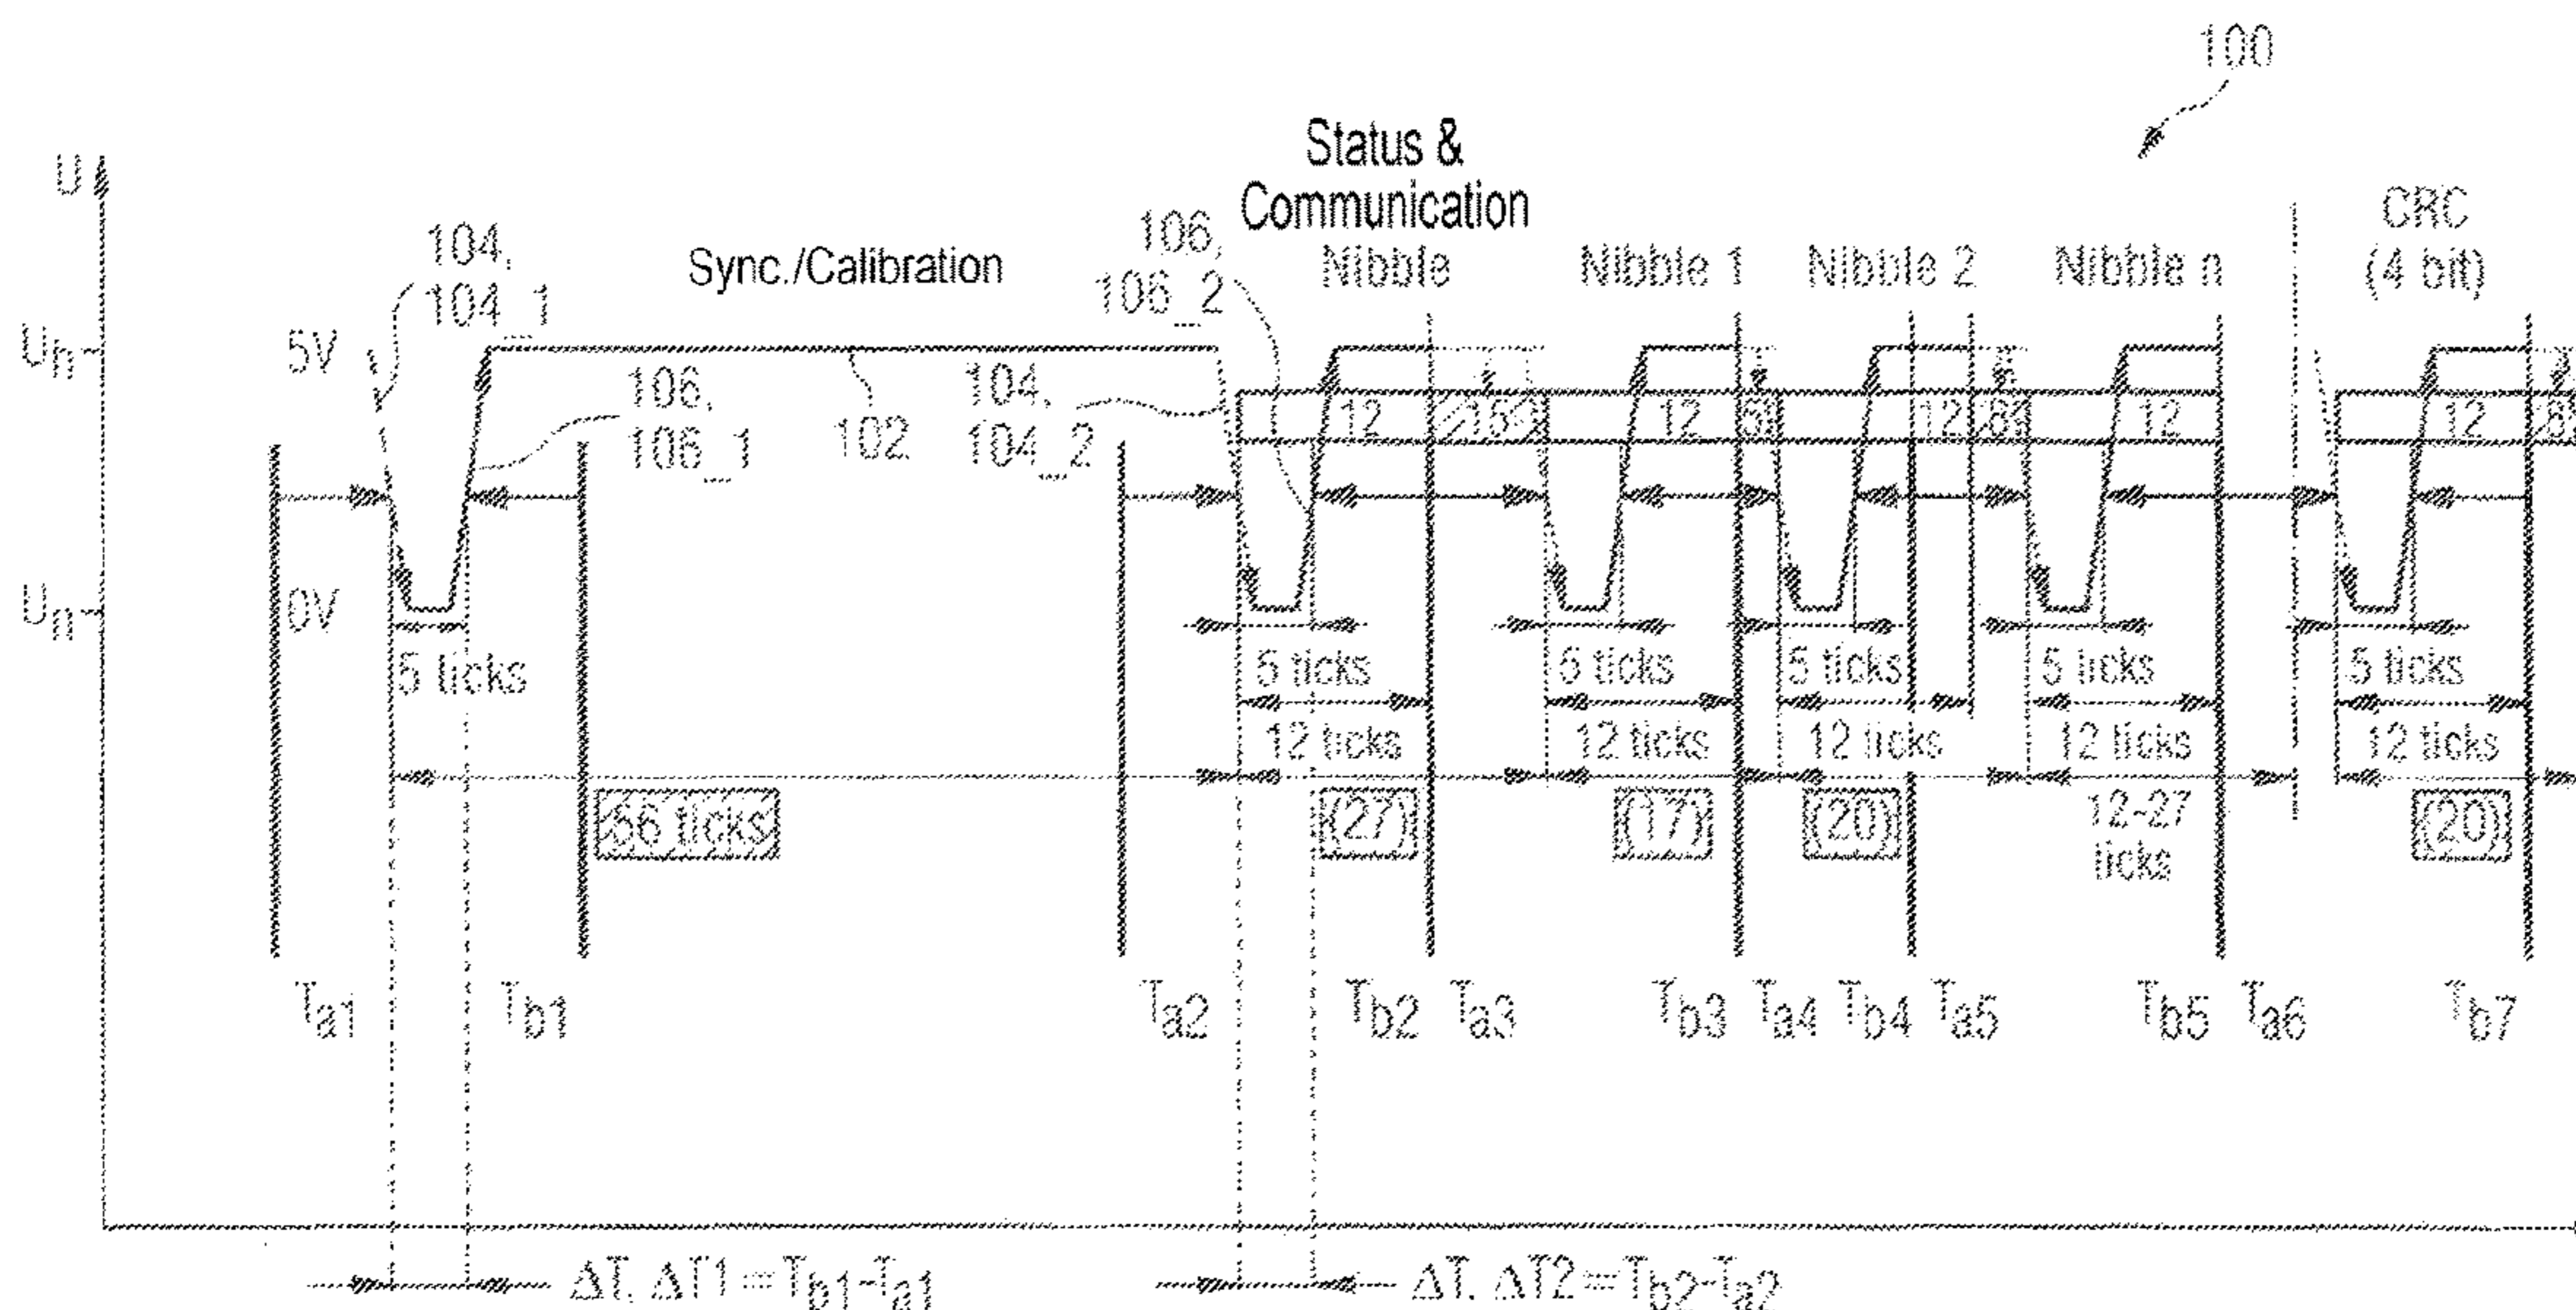 100
Status &
Communication
U
104,
104_1
Sync./Calibration
106,
106_2
Nibble
Nibble 1
Nibble 2
Nibble n
CRC
(4 bit)
Uh
5V
106,
106_1
102
104,
104_2
12
15
12
5
12
8
12
12
8
Un
0V
5 ticks
5 ticks
5 ticks
5 ticks
5 ticks
5 ticks
12 ticks
12 ticks
12 ticks
12 ticks
12 ticks
56 ticks
(27)
(17)
(20)
12-27
ticks
(20)
Ta1
Tb1
Ta2
Tb2
Ta3
Tb3
Ta4
Tb4
Ta5
Tb5
Ta6
Tb7
ΔT, ΔT1=Tb1-Ta1
ΔT, ΔT2=Tb2-Ta2